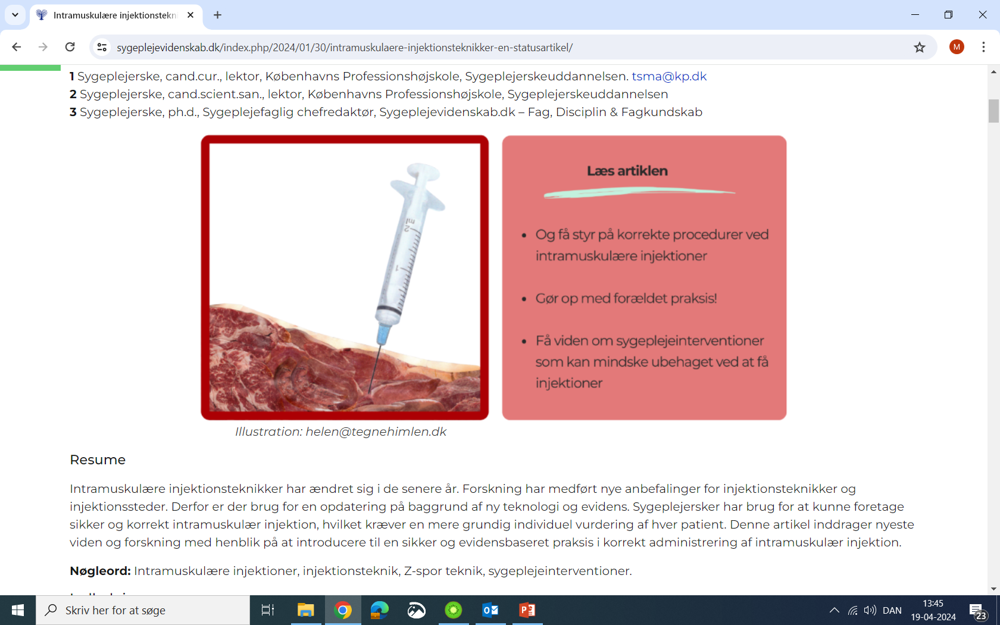 Intramuskulære injektionstekni
sygeplejevidenskab.dk/index.php/2024/01/30/intramuskulaere-injektionsteknikker-en-statusartikel/
M
1 Sygeplejerske, cand.cur., lektor, Københavns Professionshøjskole, Sygeplejerskeuddannelsen. tsma@kp.dk
2 Sygeplejerske, cand.scient.san., lektor, Københavns Professionshøjskole, Sygeplejerskeuddannelsen
3 Sygeplejerske, ph.d., Sygeplejefaglig chefredaktør, Sygeplejevidenskab.dk – Fag, Disciplin & Fagkundskab
ml
2
1
Læs artiklen
• Og få styr på korrekte procedurer ved
intramuskulære injektioner
• Gør op med forældet praksis!
• Få viden om sygeplejeinterventioner
som kan mindske ubehaget ved at få
injektioner
Illustration: helen@tegnehimlen.dk
Resume
Intramuskulære injektionsteknikker har ændret sig i de senere år. Forskning har medført nye anbefalinger for injektionsteknikker og
injektionssteder. Derfor er der brug for en opdatering på baggrund af ny teknologi og evidens. Sygeplejersker har brug for at kunne foretage
sikker og korrekt intramuskulær injektion, hvilket kræver en mere grundig individuel vurdering af hver patient. Denne artikel inddrager nyeste
viden og forskning med henblik på at introducere til en sikker og evidensbaseret praksis i korrekt administrering af intramuskulær injektion.
Nøgleord: Intramuskulære injektioner, injektionsteknik, Z-spor teknik, sygeplejeinterventioner.
Skriv her for at søge
DAN
13:45
19-04-2024
23